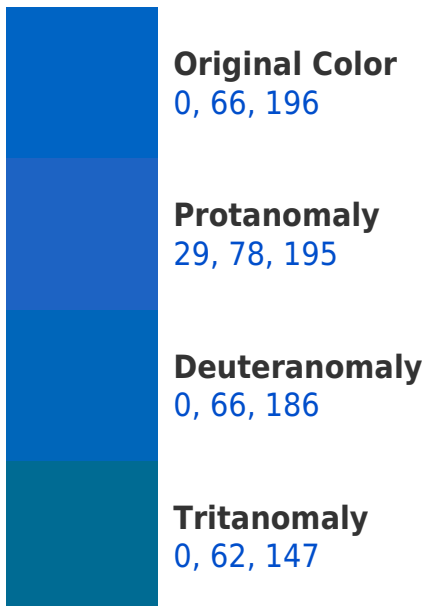 Original Color
0, 66, 196
Protanomaly
29, 78, 195
Deuteranomaly
0, 66, 186
Tritanomaly
0, 62, 147